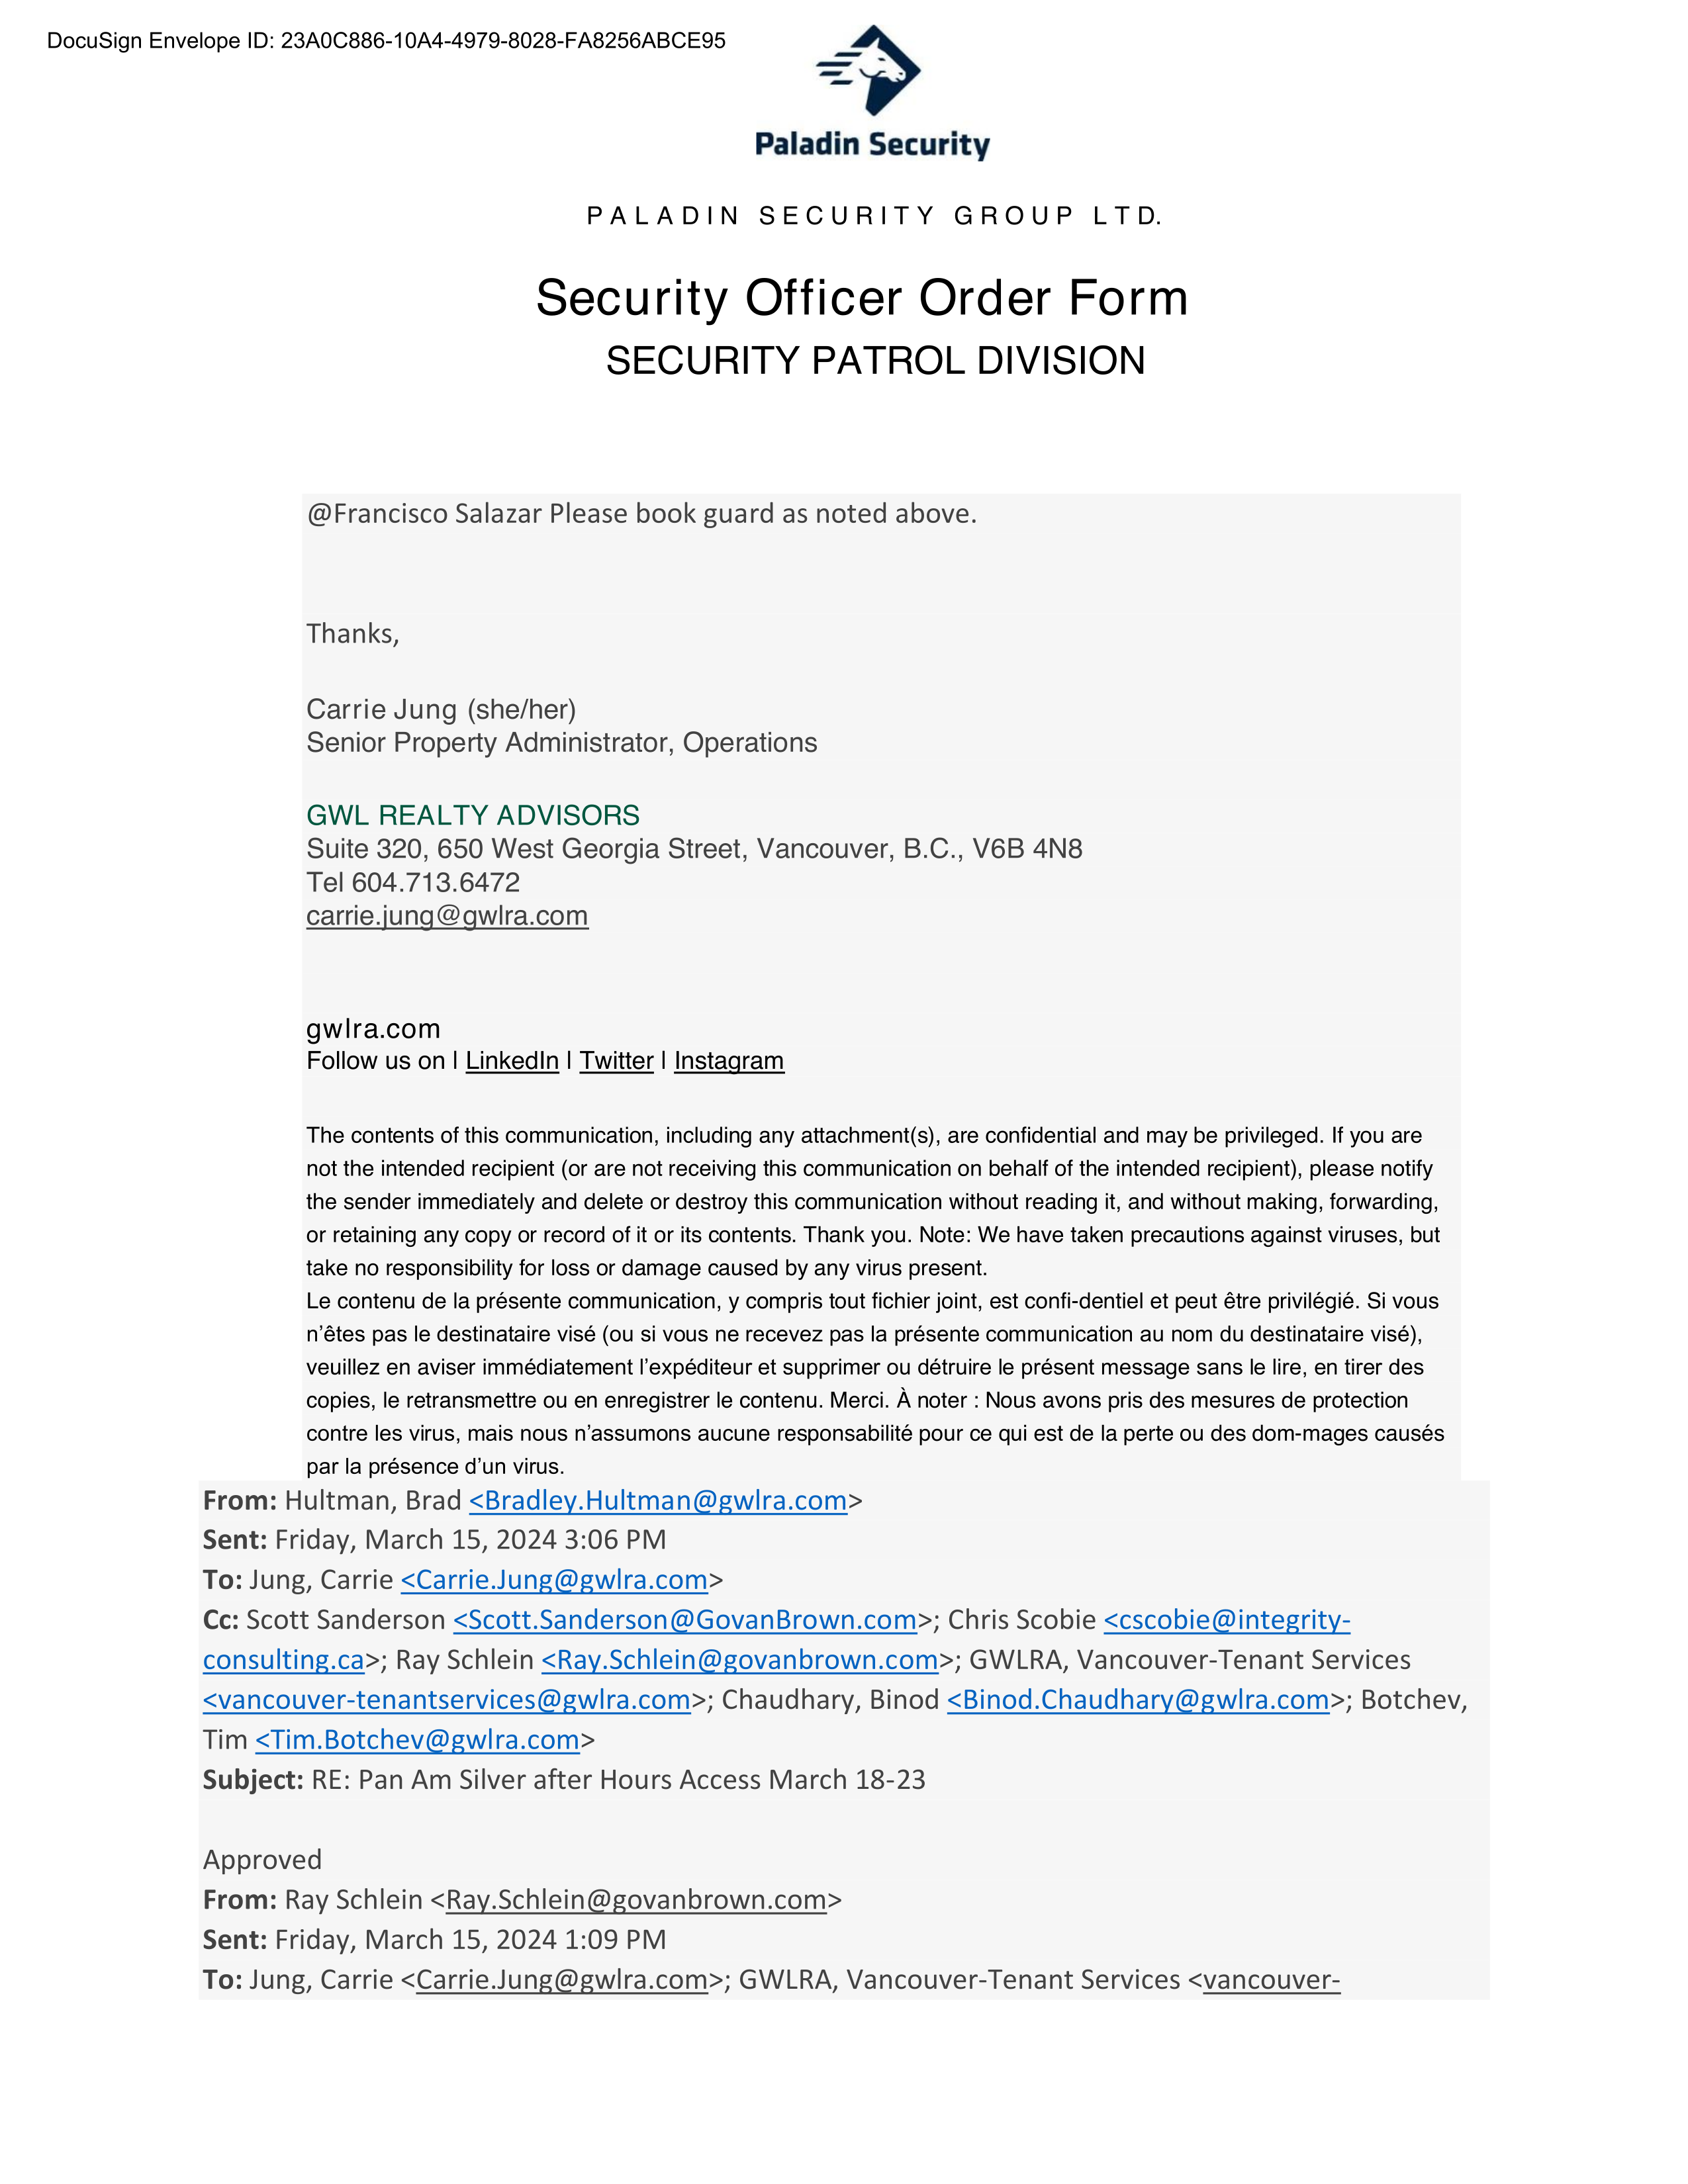 DocuSign Envelope ID: 23A0C886-10A4-4979-8028-FA8256ABCE95
Paladin Security
PALADIN SECURITY GROUP LTD.
Security Officer Order Form
SECURITY PATROL DIVISION
@Francisco Salazar Please book guard as noted above.
Thanks,
Carrie Jung (she/her)
Senior Property Administrator, Operations
GWL REALTY ADVISORS
Suite 320, 650 West Georgia Street, Vancouver, B.C., V6B 4N8
Tel 604.713.6472
carrie.jung@gwlra.com
gwlra.com
Follow us on l LinkedIn l Twitter l Instagram
The contents of this communication, including any attachment(s), are confidential and may be privileged. If you are
not the intended recipient (or are not receiving this communication on behalf of the intended recipient), please notify
the sender immediately and delete or destroy this communication without reading it, and without making, forwarding,
or retaining any copy or record of it or its contents. Thank you. Note: We have taken precautions against viruses, but
take no responsibility for loss or damage caused by any virus present.
Le contenu de la présente communication, y compris tout fichier joint, est confi-dentiel et peut être privilégié. Si vous
n’êtes pas le destinataire visé (ou si vous ne recevez pas la présente communication au nom du destinataire visé),
veuillez en aviser immédiatement l’expéditeur et supprimer ou détruire le présent message sans le lire, en tirer des
copies, le retransmettre ou en enregistrer le contenu. Merci. À noter : Nous avons pris des mesures de protection
contre les virus, mais nous n’assumons aucune responsabilité pour ce qui est de la perte ou des dom-mages causés
par la présence d’un virus.
From: Hultman, Brad <Bradley.Hultman@gwlra.com>
Sent: Friday, March 15, 2024 3:06 PM
To: Jung, Carrie <Carrie.Jung@gwlra.com>
Cc: Scott Sanderson <Scott.Sanderson@GovanBrown.com>; Chris Scobie <cscobie@integrity-
consulting.ca>; Ray Schlein <Ray.Schlein@govanbrown.com>; GWLRA, Vancouver-Tenant Services
<vancouver-tenantservices@gwlra.com>; Chaudhary, Binod <Binod.Chaudhary@gwlra.com>; Botchev,
Tim <Tim.Botchev@gwlra.com>
Subject: RE: Pan Am Silver after Hours Access March 18-23
Approved
From: Ray Schlein <Ray.Schlein@govanbrown.com>
Sent: Friday, March 15, 2024 1:09 PM
To: Jung, Carrie <Carrie.Jung@gwlra.com>; GWLRA, Vancouver-Tenant Services <vancouver-